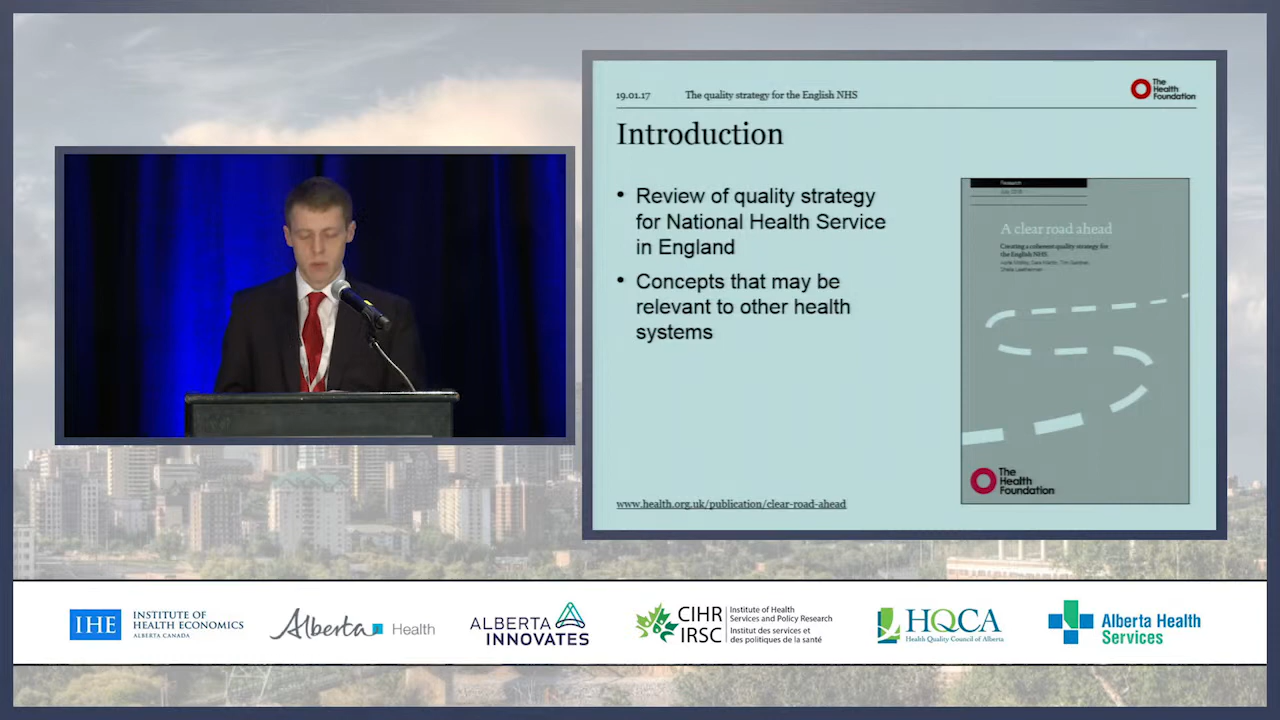 19.01.17 The quality strategy for the English NHS
The
Health
Foundation
Introduction
• Review of quality strategy
for National Health Service
in England
• Concepts that may be
relevant to other health
systems
Research
A clear road ahead
Creating a coherent quality strategy for
the English NHS
The
Health
Foundation
www.health.org.uk/publication/clear-road-ahead
IHE
INSTITUTE OF
HEALTH ECONOMICS
ALBERTA CANADA
Alberta Health
ALBERTA
INNOVATES
CIHR
IRSC
Institute of Health
Services and Policy Research
Institut des services et
des politiques de la santé
HQCA
Health Quality Council of Alberta
Alberta Health
Services